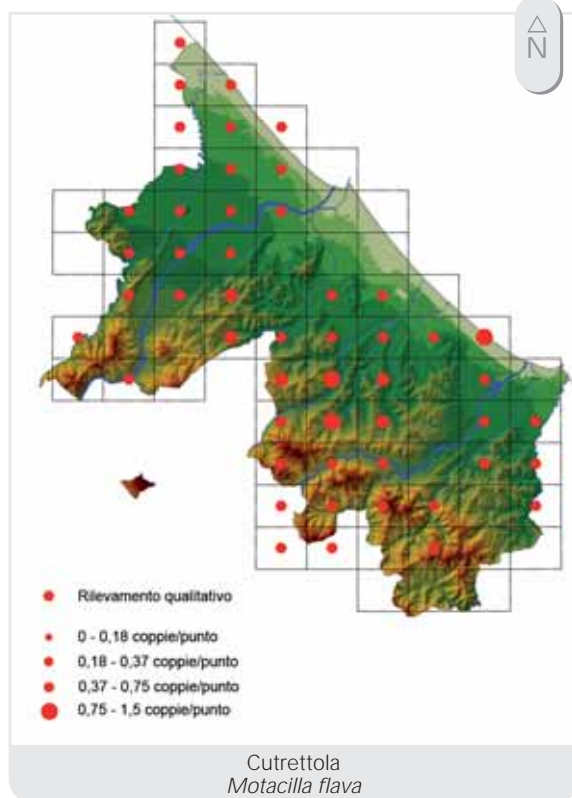 N
Rilevamento qualitativo
0 - 0,18 coppie/punto
0,18 - 0,37 coppie/punto
0,37 - 0,75 coppie/punto
0,75 - 1,5 coppie/punto
Cutrettola
Motacilla flava